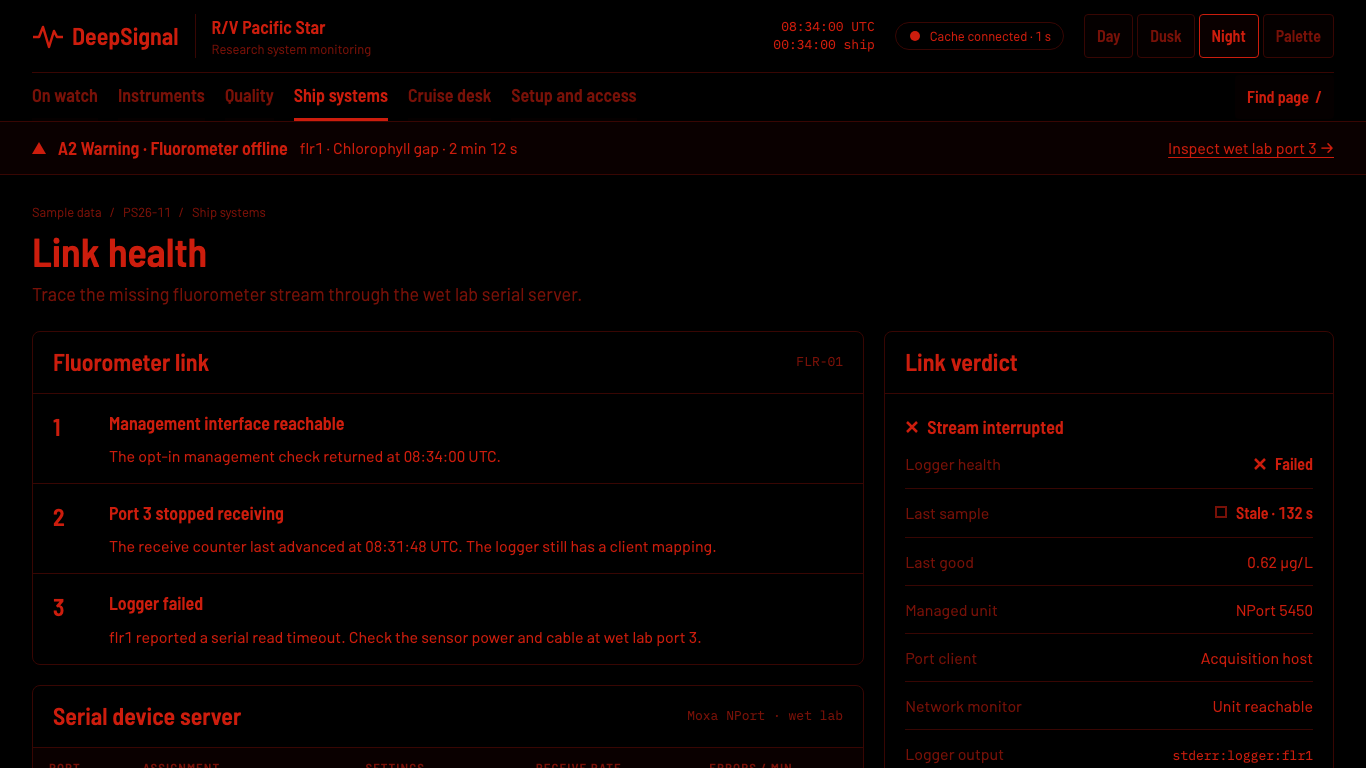 DeepSignal
R/V Pacific Star
Research system monitoring
08:34:00 UTC
00:34:00 ship
Cache connected · 1 s
Day
Dusk
Night
Palette
On watch
Instruments
Quality
Ship systems
Cruise desk
Setup and access
Find page /
A2 Warning · Fluorometer offline
flr1 · Chlorophyll gap · 2 min 12 s
Inspect wet lab port 3 →
Sample data / PS26-11 / Ship systems
Link health
Trace the missing fluorometer stream through the wet lab serial server.
Fluorometer link
FLR-01
1
Management interface reachable
The opt-in management check returned at 08:34:00 UTC.
2
Port 3 stopped receiving
The receive counter last advanced at 08:31:48 UTC. The logger still has a client mapping.
3
Logger failed
flr1 reported a serial read timeout. Check the sensor power and cable at wet lab port 3.
Serial device server
Moxa NPort · wet lab
PORT
ASSIGNMENT
SETTINGS
RECEIVE RATE
ERRORS / MIN
Link verdict
✕ Stream interrupted
Logger health
✕ Failed
Last sample
□ Stale · 132 s
Last good
0.62 µg/L
Managed unit
NPort 5450
Port client
Acquisition host
Network monitor
Unit reachable
Logger output
stderr:logger:flr1